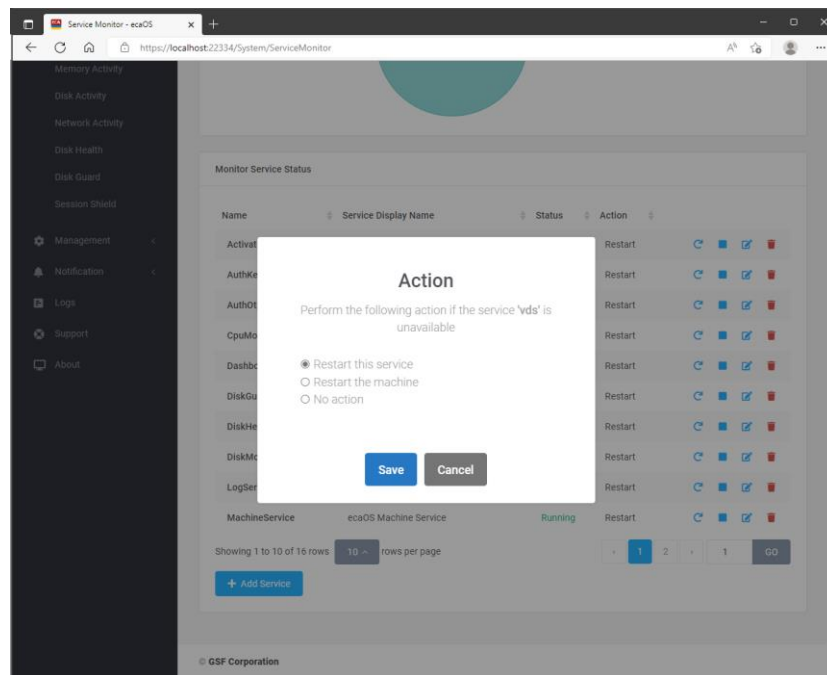 Service Monitor - ecaOS
https://localhost:22334/System/ServiceMonitor
Memory Activity
Disk Activity
Network Activity
Disk Health
Disk Guard
Session Shield
Management
Notification
Logs
Support
About
Monitor Service Status
Name Service Display Name Status Action
Activat Restart
AuthKe Restart
AuthOt Restart
CpuMo Restart
Dashbo Restart
DiskGu Restart
DiskHe Restart
DiskMo Restart
LogSer Restart
MachineService ecaOS Machine Service Running Restart
Action
Perform the following action if the service 'vds' is
unavailable
Restart this service
Restart the machine
No action
Save Cancel
Showing 1 to 10 of 16 rows 10 rows per page ‹ 1 2 › 1 GO
+ Add Service
© GSF Corporation